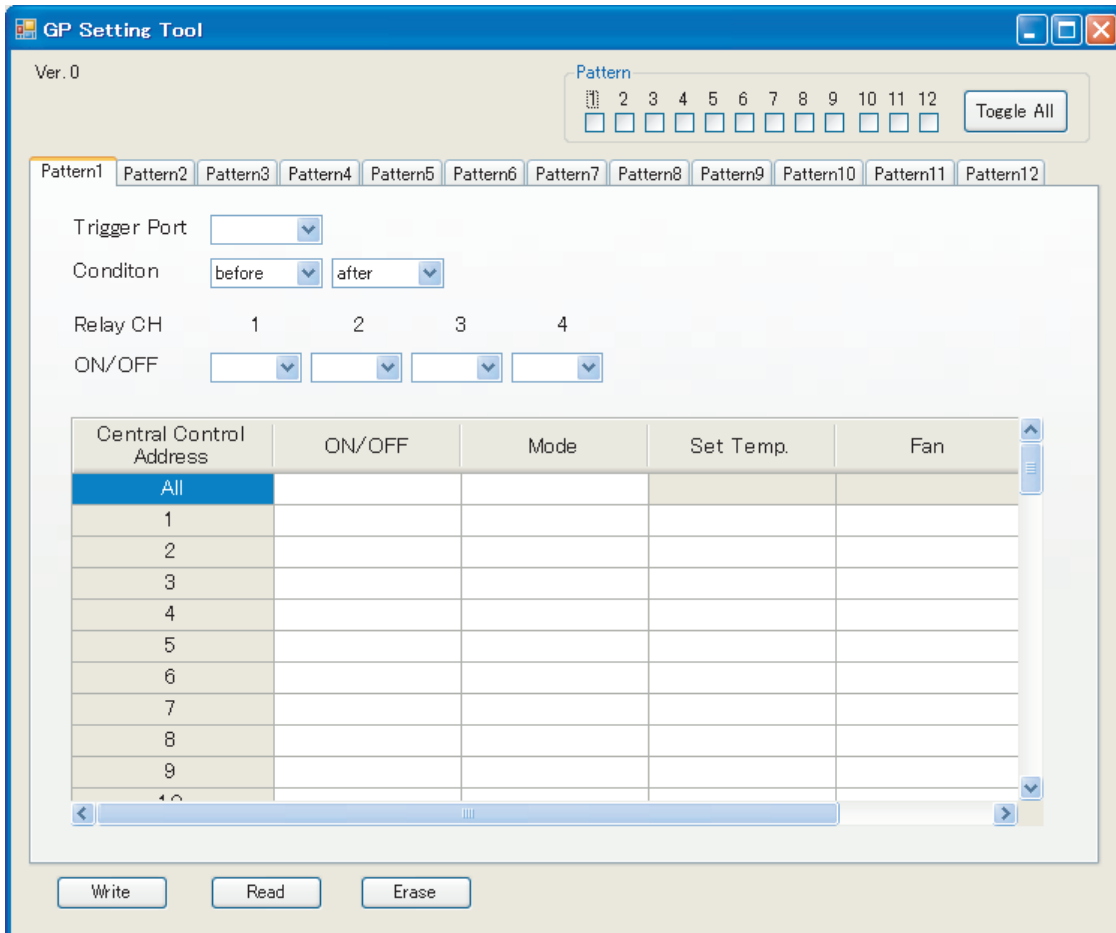 GP Setting Tool
Ver. 0
Pattern
1 2 3 4 5 6 7 8 9 10 11 12
Toggle All
Pattern1 Pattern2 Pattern3 Pattern4 Pattern5 Pattern6 Pattern7 Pattern8 Pattern9 Pattern10 Pattern11 Pattern12
Trigger Port
Conditon before after
Relay CH 1 2 3 4
ON/OFF
Central Control
Address
ON/OFF Mode Set Temp. Fan
All
1
2
3
4
5
6
7
8
9
10
Write Read Erase